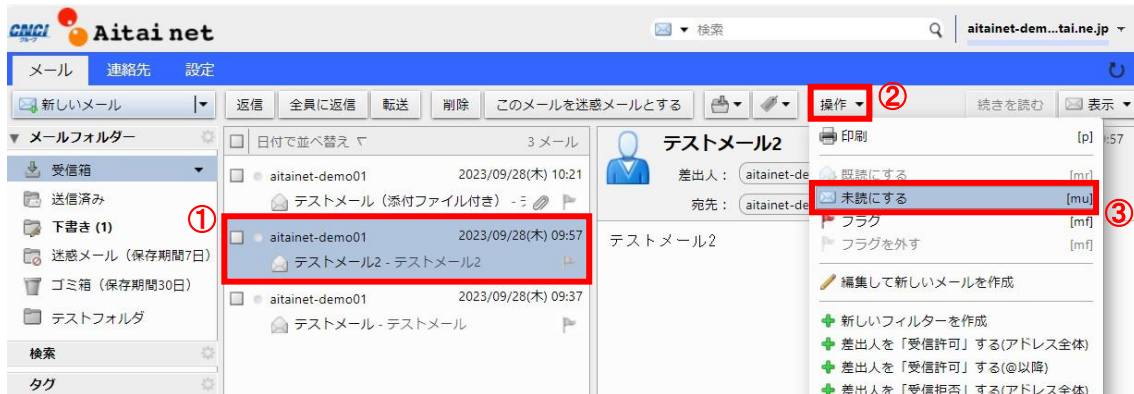 CNCI グループ Aitai net
検索
aitainet-dem...tai.ne.jp
メール 連絡先 設定
新しいメール
返信 全員に返信 転送 削除 このメールを迷惑メールとする 操作 ② 続きを読む 表示
メールフォルダー
受信箱
送信済み
下書き (1)
迷惑メール（保存期間7日）
ゴミ箱（保存期間30日）
テストフォルダ
検索
タグ
日付で並べ替え 3 メール
aitainet-demo01 2023/09/28(木) 10:21
テストメール（添付ファイル付き） -
①
aitainet-demo01 2023/09/28(木) 09:57
テストメール2 - テストメール2
aitainet-demo01 2023/09/28(木) 09:37
テストメール - テストメール
テストメール2
:57
差出人： aitainet-de
宛先： aitainet-de
テストメール2
印刷 [p]
既読にする [mr]
未読にする [mu]
③
フラグ [mf]
フラグを外す [mf]
編集して新しいメールを作成
新しいフィルターを作成
差出人を「受信許可」する(アドレス全体)
差出人を「受信許可」する(@以降)
差出人を「受信拒否」する(アドレス全体)